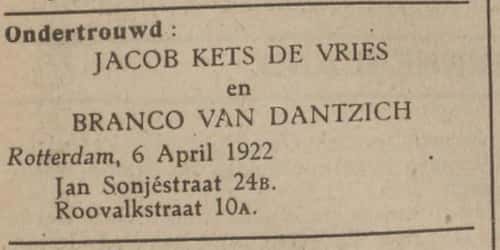 Ondertrouwd :
JACOB KETS DE VRIES
en
BRANCO VAN DANTZICH
Rotterdam, 6 April 1922
Jan Sonjéstraat 24B.
Roovalkstraat 10A.